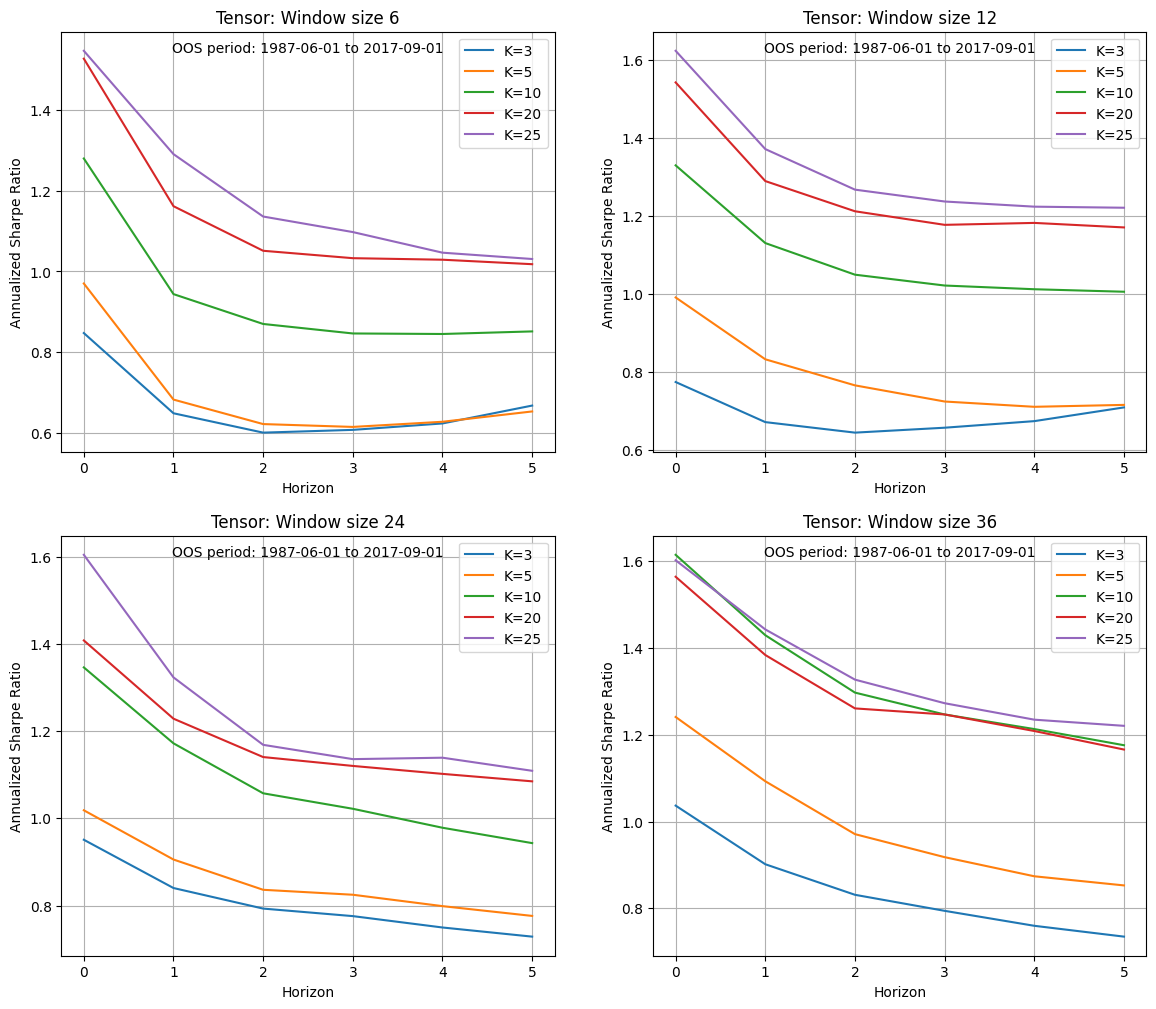 Tensor: Window size 6
OOS period: 1987-06-01 to 2017-09-01
K=3
K=5
K=10
K=20
K=25
Annualized Sharpe Ratio
1.4
1.2
1.0
0.8
0.6
0 1 2 3 4 5
Horizon
Tensor: Window size 12
OOS period: 1987-06-01 to 2017-09-01
K=3
K=5
K=10
K=20
K=25
Annualized Sharpe Ratio
1.6
1.4
1.2
1.0
0.8
0.6
0 1 2 3 4 5
Horizon
Tensor: Window size 24
OOS period: 1987-06-01 to 2017-09-01
K=3
K=5
K=10
K=20
K=25
Annualized Sharpe Ratio
1.6
1.4
1.2
1.0
0.8
0 1 2 3 4 5
Horizon
Tensor: Window size 36
OOS period: 1987-06-01 to 2017-09-01
K=3
K=5
K=10
K=20
K=25
Annualized Sharpe Ratio
1.6
1.4
1.2
1.0
0.8
0 1 2 3 4 5
Horizon